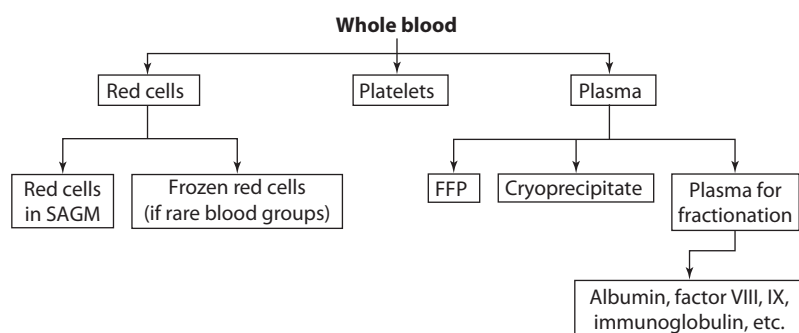 Whole blood
Red cells
Platelets
Plasma
Red cells
in SAGM
Frozen red cells
(if rare blood groups)
FFP
Cryoprecipitate
Plasma for
fractionation
Albumin, factor VIII, IX,
immunoglobulin, etc.